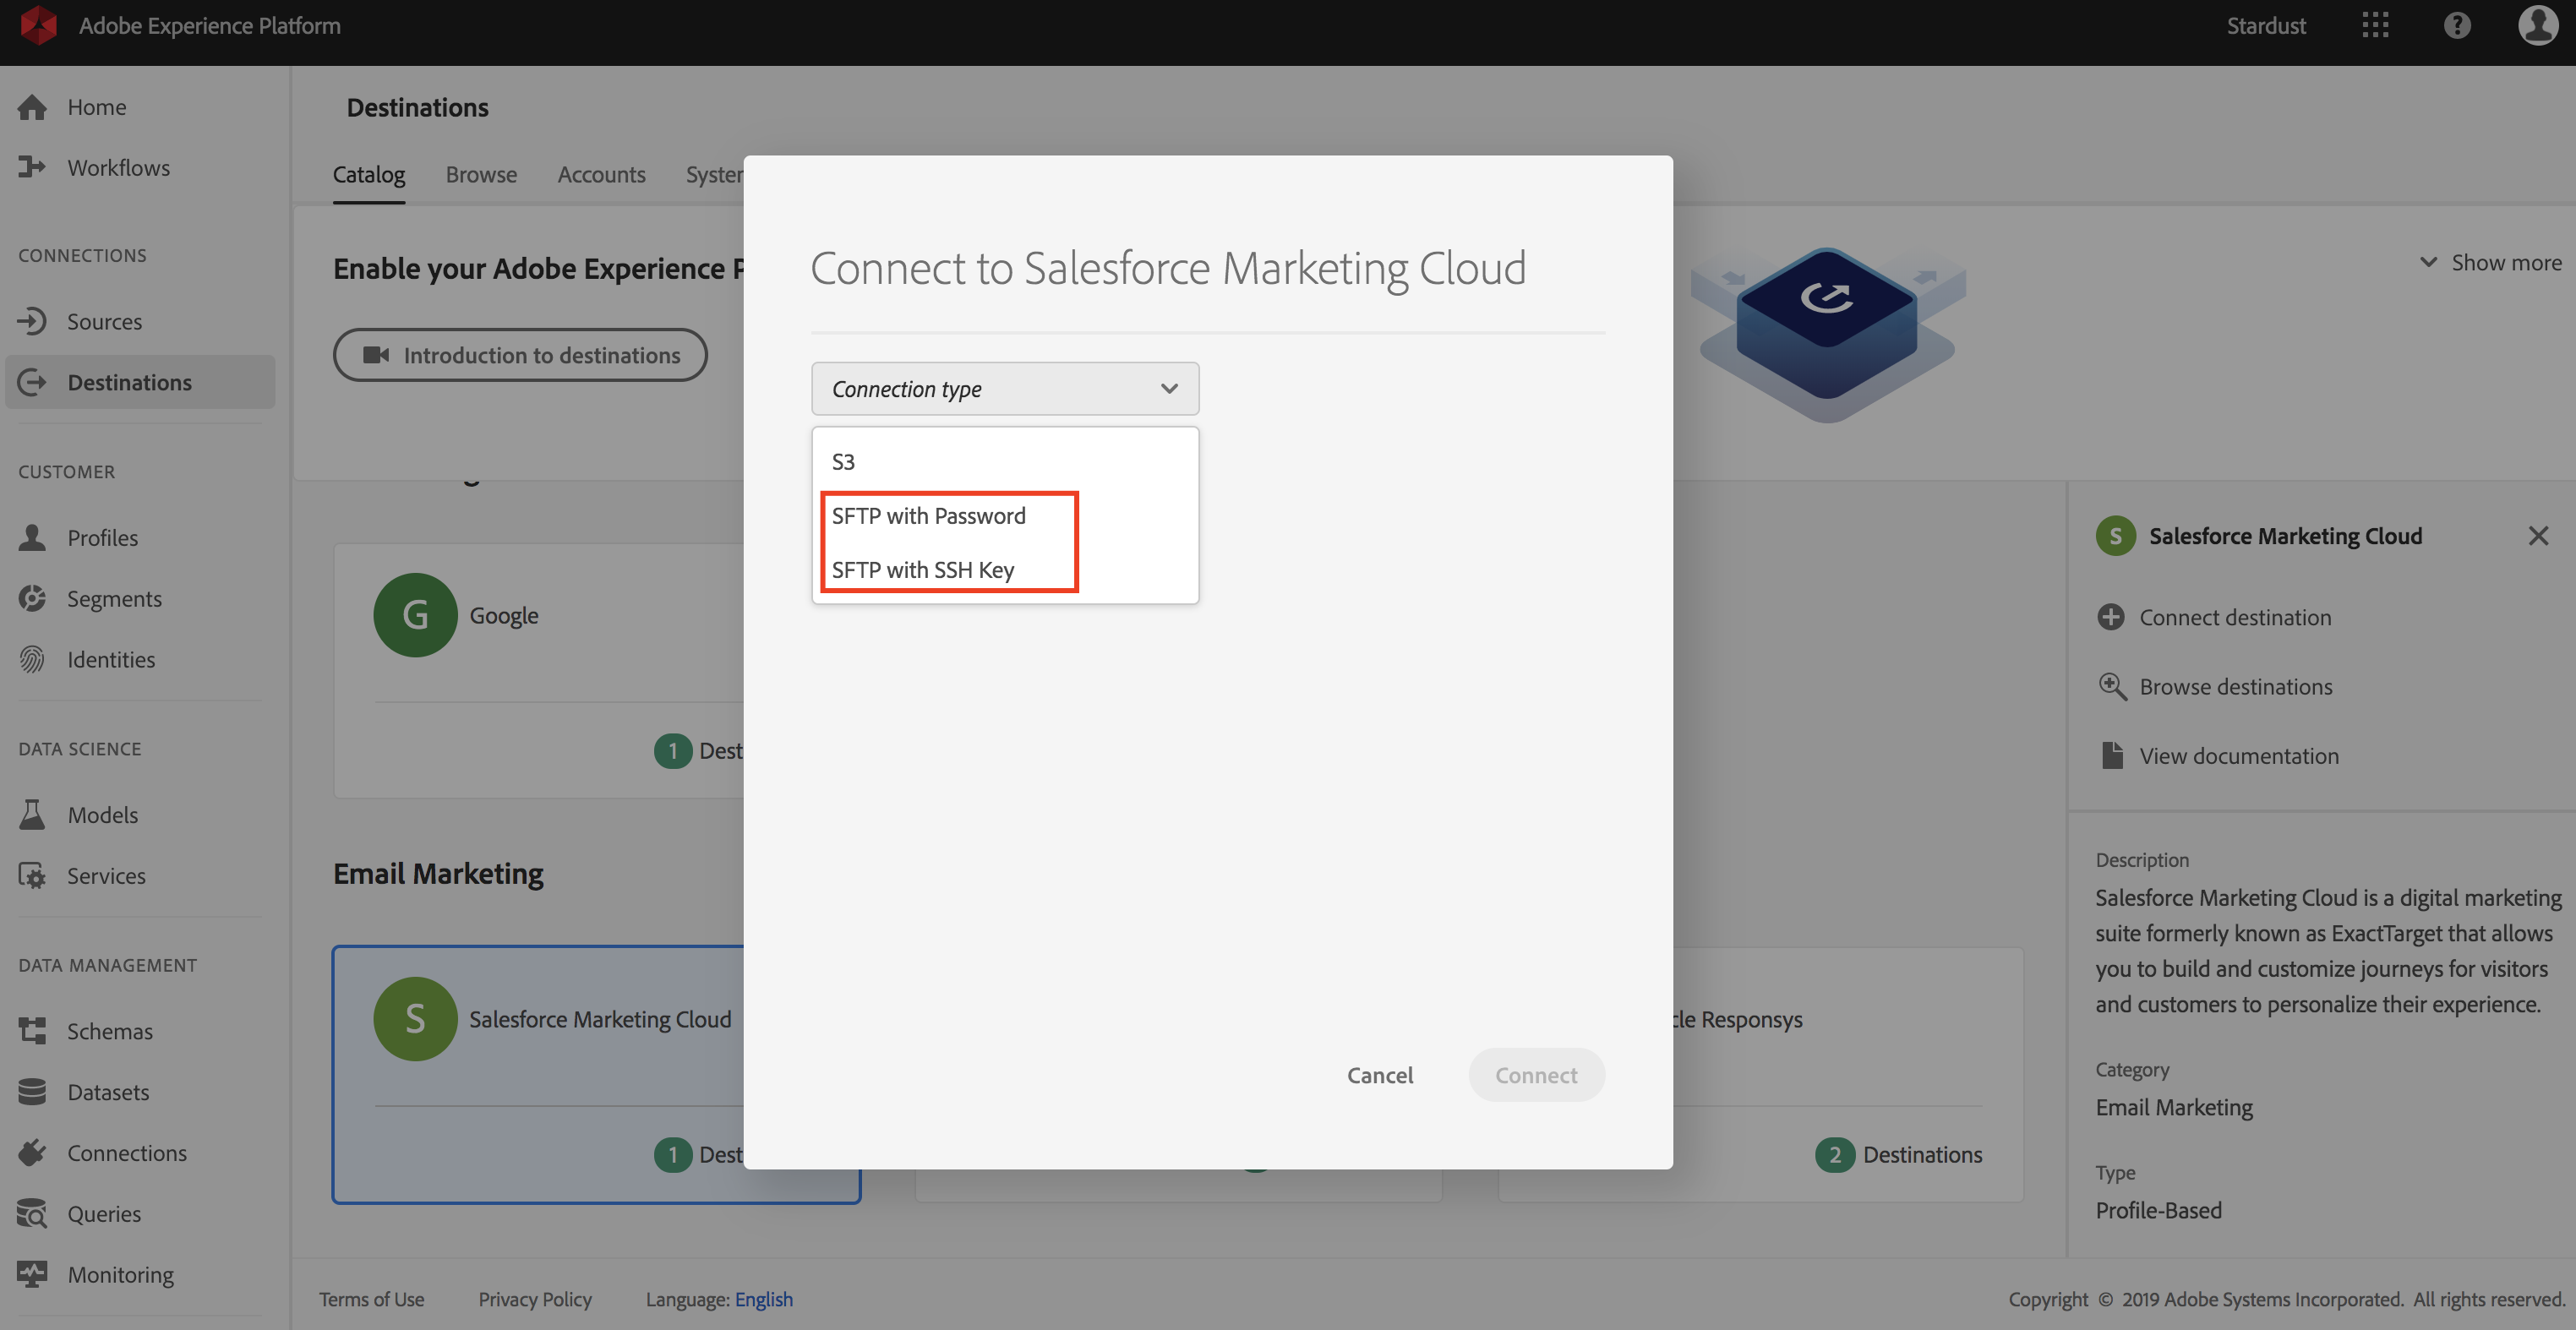 Adobe Experience Platform
Stardust
Home
Workflows
CONNECTIONS
Sources
Destinations
CUSTOMER
Profiles
Segments
Identities
DATA SCIENCE
Models
Services
DATA MANAGEMENT
Schemas
Datasets
Connections
Queries
Monitoring
Destinations
Catalog Browse Accounts Syster
Enable your Adobe Experience P
Introduction to destinations
Show more
G Google
1 Dest
Email Marketing
S Salesforce Marketing Cloud
1 Dest
cle Responsys
2 Destinations
Connect to Salesforce Marketing Cloud
Connection type
S3
SFTP with Password
SFTP with SSH Key
Cancel Connect
S Salesforce Marketing Cloud
Connect destination
Browse destinations
View documentation
Description
Salesforce Marketing Cloud is a digital marketing
suite formerly known as ExactTarget that allows
you to build and customize journeys for visitors
and customers to personalize their experience.
Category
Email Marketing
Type
Profile-Based
Terms of Use Privacy Policy Language: English
Copyright © 2019 Adobe Systems Incorporated. All rights reserved.